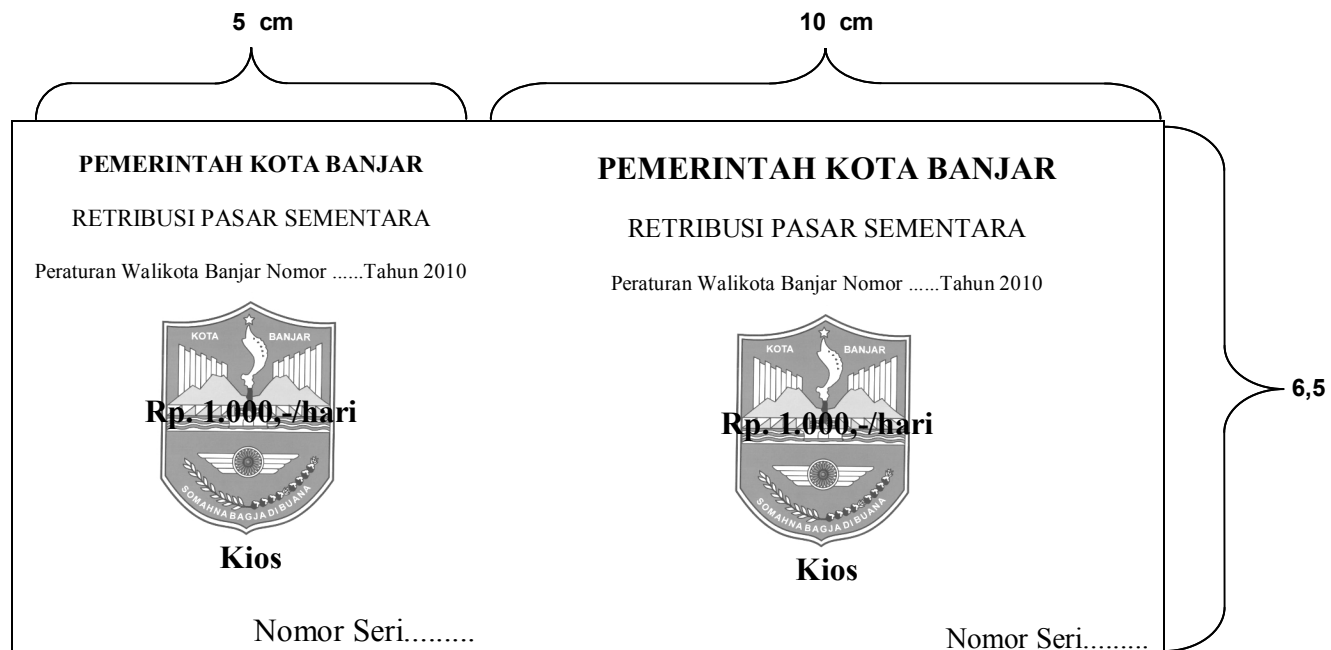 5 cm
10 cm
PEMERINTAH KOTA BANJAR
RETRIBUSI PASAR SEMENTARA
Peraturan Walikota Banjar Nomor ......Tahun 2010
KOTA BANJAR
Rp. 1.000,-/hari
SOMAHNA BAGJA DI BUANA
Kios
Nomor Seri.........
PEMERINTAH KOTA BANJAR
RETRIBUSI PASAR SEMENTARA
Peraturan Walikota Banjar Nomor ......Tahun 2010
KOTA BANJAR
Rp. 1.000,-/hari
SOMAHNA BAGJA DI BUANA
Kios
Nomor Seri.........
6,5